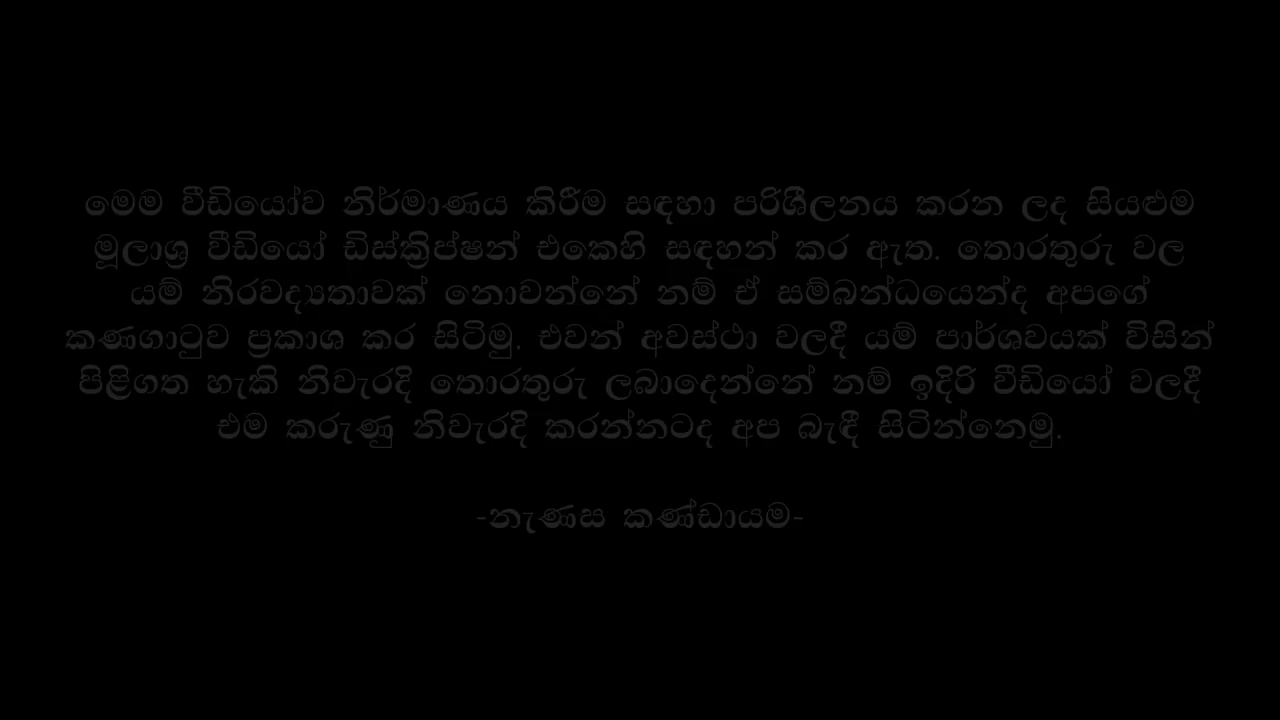 මෙම වීඩියෝව නිර්මාණය කිරීම සඳහා පරිශීලනය කරන ලද සියළුම
මූලාශ්‍ර වීඩියෝ ඩිස්ක්‍රිප්ෂන් එකෙහි සඳහන් කර ඇත. තොරතුරු වල
යම් නිරවද්‍යතාවක් නොවන්නේ නම් ඒ සම්බන්ධයෙන්ද අපගේ
කණගාටුව ප්‍රකාශ කර සිටිමු. එවන් අවස්ථා වලදී යම් පාර්ශවයක් විසින්
පිළිගත හැකි නිවැරදි තොරතුරු ලබාදෙන්නේ නම් ඉදිරි වීඩියෝ වලදී
එම කරුණු නිවැරදි කරන්නටද අප බැඳී සිටින්නෙමු.
-නැණස කණ්ඩායම-